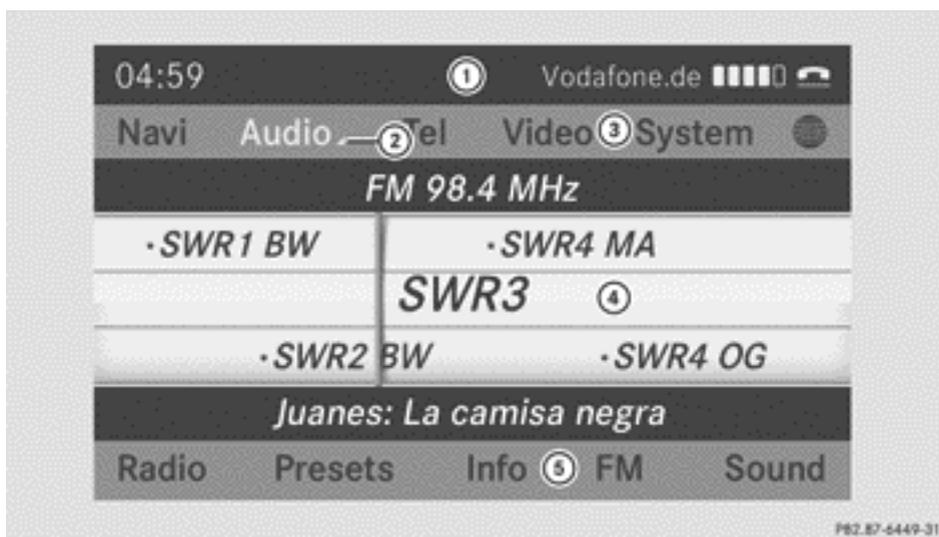 04:59 1 Vodafone.de
Navi Audio 2 Tel Video 3 System
FM 98.4 MHz
·SWR1 BW ·SWR4 MA
SWR3 4
·SWR2 BW ·SWR4 OG
Juanes: La camisa negra
Radio Presets Info 5 FM Sound
P82.87-6449-31